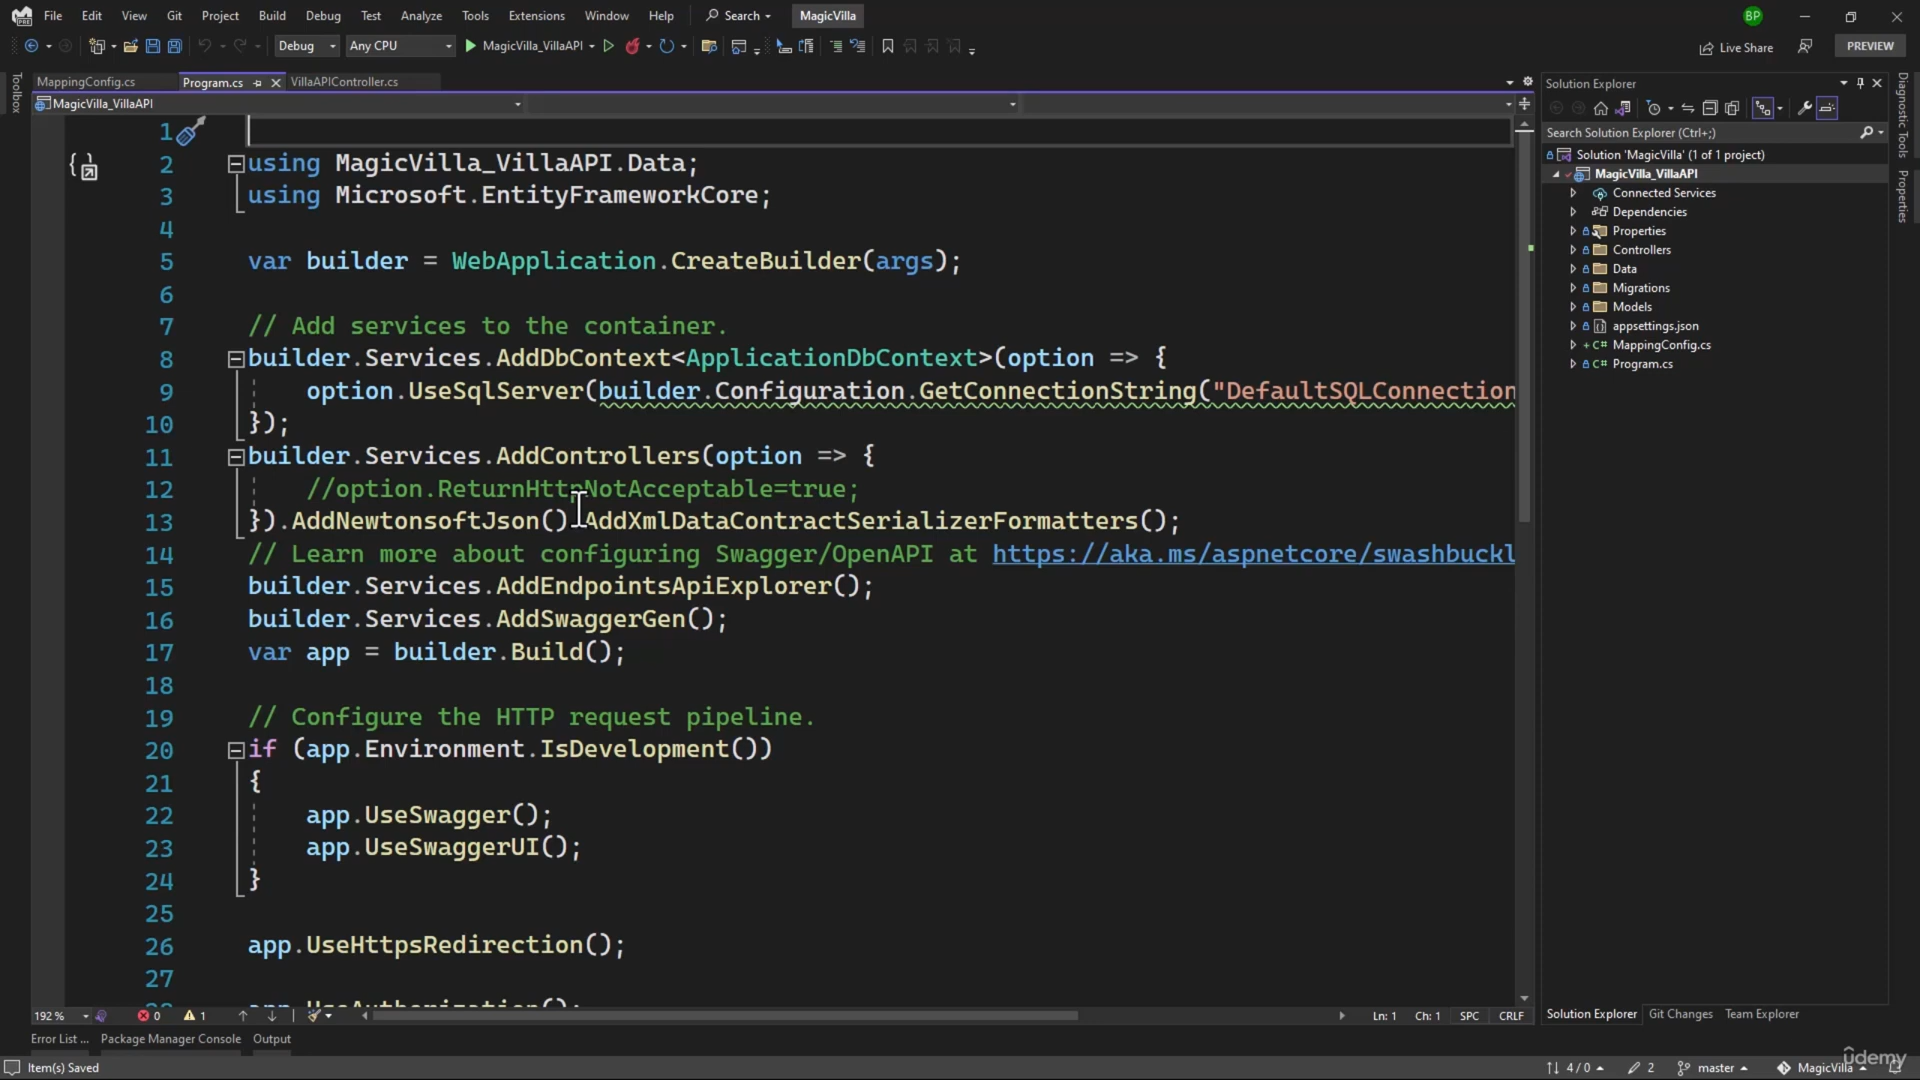 File Edit View Git Project Build Debug Test Analyze Tools Extensions Window Help Search MagicVilla BP
Debug Any CPU MagicVilla_VillaAPI Live Share PREVIEW
MappingConfig.cs Program.cs VillaAPIController.cs
MagicVilla_VillaAPI
Toolbox
1
2 using MagicVilla_VillaAPI.Data;
3 using Microsoft.EntityFrameworkCore;
4
5 var builder = WebApplication.CreateBuilder(args);
6
7 // Add services to the container.
8 builder.Services.AddDbContext<ApplicationDbContext>(option => {
9 option.UseSqlServer(builder.Configuration.GetConnectionString("DefaultSQLConnection
10 });
11 builder.Services.AddControllers(option => {
12 //option.ReturnHttpNotAcceptable=true;
13 }).AddNewtonsoftJson().AddXmlDataContractSerializerFormatters();
14 // Learn more about configuring Swagger/OpenAPI at https://aka.ms/aspnetcore/swashbuckl
15 builder.Services.AddEndpointsApiExplorer();
16 builder.Services.AddSwaggerGen();
17 var app = builder.Build();
18
19 // Configure the HTTP request pipeline.
20 if (app.Environment.IsDevelopment())
21 {
22 app.UseSwagger();
23 app.UseSwaggerUI();
24 }
25
26 app.UseHttpsRedirection();
27
28 app.UseAuthorization();
192 % 0 1 Ln: 1 Ch: 1 SPC CRLF
Error List ... Package Manager Console Output
Item(s) Saved
Solution Explorer
Search Solution Explorer (Ctrl+;)
Solution 'MagicVilla' (1 of 1 project)
MagicVilla_VillaAPI
Connected Services
Dependencies
Properties
Controllers
Data
Migrations
Models
appsettings.json
C# MappingConfig.cs
C# Program.cs
Solution Explorer Git Changes Team Explorer
Diagnostic Tools
Properties
4 / 0 2 master MagicVilla
udemy